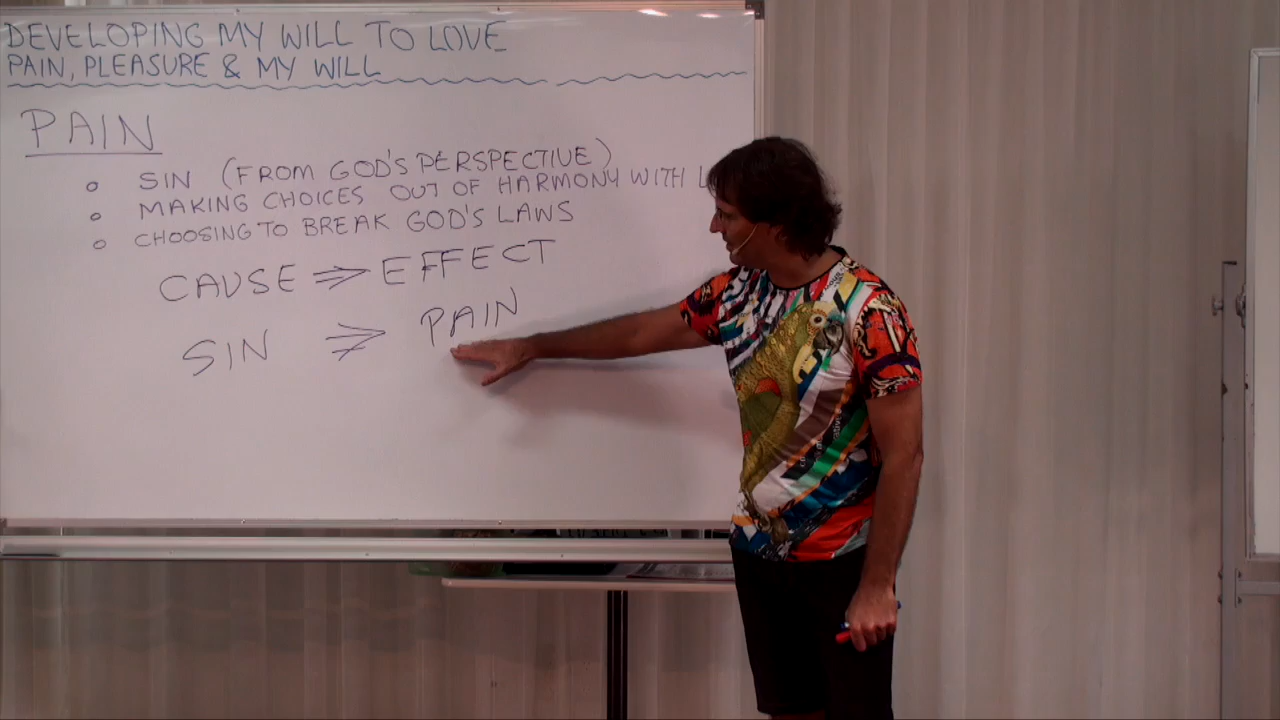 DEVELOPING MY WILL TO LOVE
PAIN, PLEASURE & MY WILL
PAIN
o SIN (FROM GOD'S PERSPECTIVE)
o MAKING CHOICES OUT OF HARMONY WITH
o CHOOSING TO BREAK GOD'S LAWS
CAUSE ⇒ EFFECT
SIN ⇒ PAIN